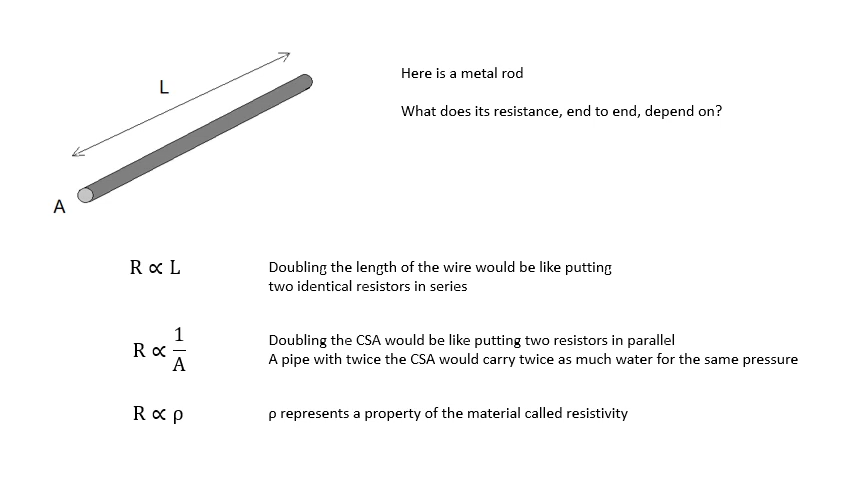 L
Here is a metal rod
What does its resistance, end to end, depend on?
A
R ∝ L
Doubling the length of the wire would be like putting
two identical resistors in series
R ∝ 1/A
Doubling the CSA would be like putting two resistors in parallel
A pipe with twice the CSA would carry twice as much water for the same pressure
R ∝ ρ
ρ represents a property of the material called resistivity